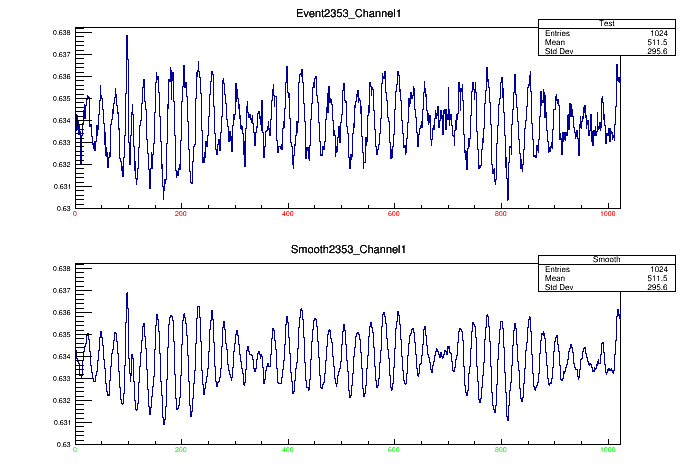 Event2353_Channel1
Test
Entries 1024
Mean 511.5
Std Dev 295.6
0.638
0.637
0.636
0.635
0.634
0.633
0.632
0.631
0.63
0 200 400 600 800 1000
Smooth2353_Channel1
Smooth
Entries 1024
Mean 511.5
Std Dev 295.6
0.638
0.637
0.636
0.635
0.634
0.633
0.632
0.631
0.63
0 200 400 600 800 1000